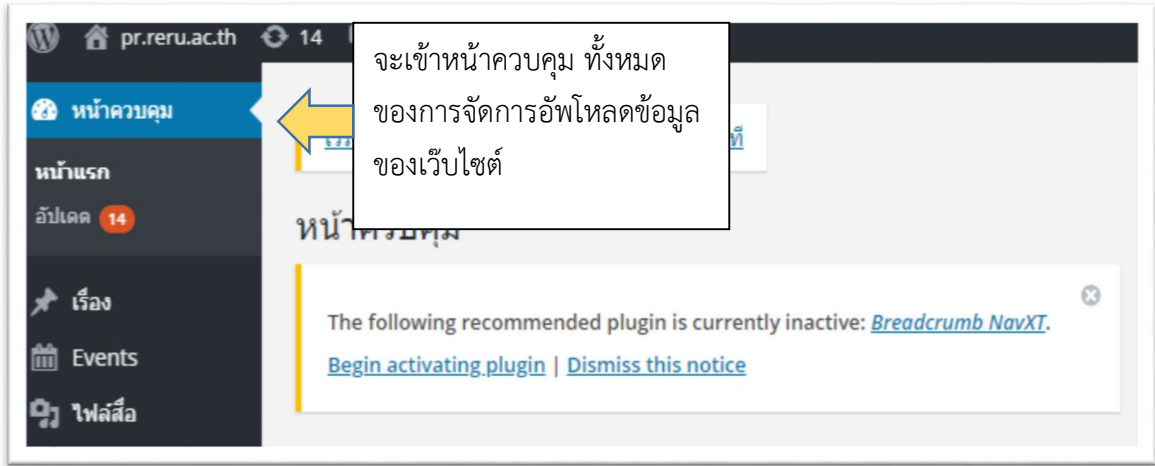 pr.reru.ac.th 14
จะเข้าหน้าควบคุม ทั้งหมด
ของการจัดการอัพโหลดข้อมูล
ของเว๊บไซต์
หน้าควบคุม
หน้าแรก
อัปเดต 14
เรื่อง
Events
ไฟล์สื่อ
หน้าควบคุม
The following recommended plugin is currently inactive: Breadcrumb NavXT.
Begin activating plugin | Dismiss this notice